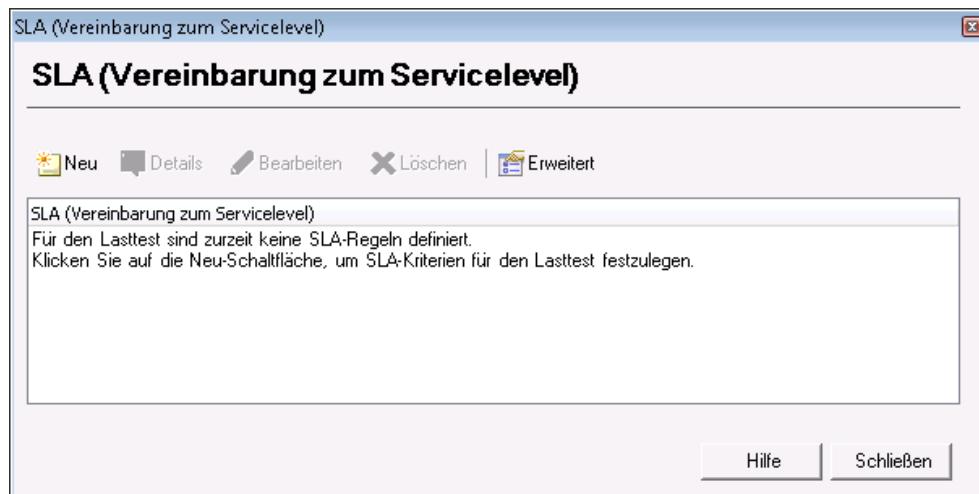 SLA (Vereinbarung zum Servicelevel)
SLA (Vereinbarung zum Servicelevel)
Neu Details Bearbeiten Löschen Erweitert
SLA (Vereinbarung zum Servicelevel)
Für den Lasttest sind zurzeit keine SLA-Regeln definiert.
Klicken Sie auf die Neu-Schaltfläche, um SLA-Kriterien für den Lasttest festzulegen.
Hilfe Schließen